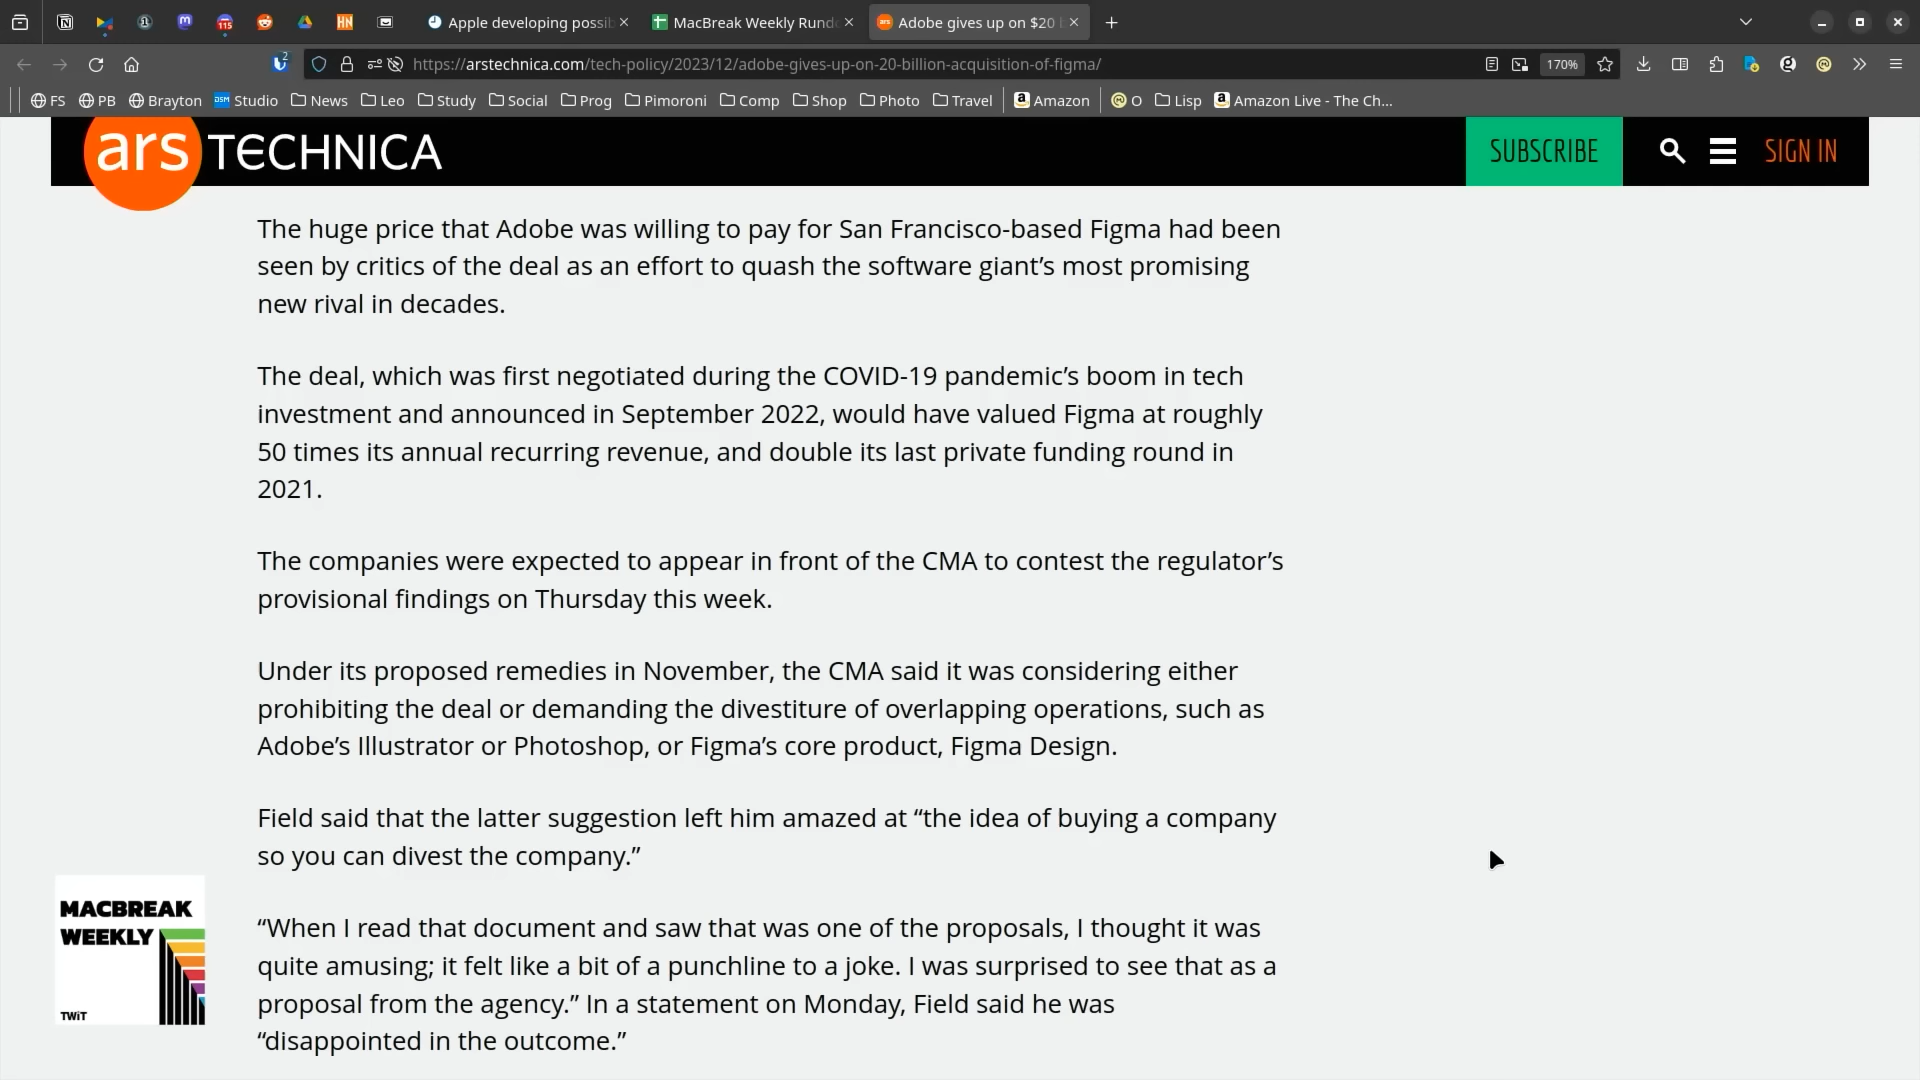 115
HN
Apple developing possib
MacBreak Weekly Rund
ars
Adobe gives up on $20
2
https://arstechnica.com/tech-policy/2023/12/adobe-gives-up-on-20-billion-acquisition-of-figma/
170%
FS
PB
Brayton
DSM
Studio
News
Leo
Study
Social
Prog
Pimoroni
Comp
Shop
Photo
Travel
Amazon
O
Lisp
Amazon Live - The Ch...
ars TECHNICA
SUBSCRIBE
SIGN IN
The huge price that Adobe was willing to pay for San Francisco-based Figma had been
seen by critics of the deal as an effort to quash the software giant’s most promising
new rival in decades.
The deal, which was first negotiated during the COVID-19 pandemic’s boom in tech
investment and announced in September 2022, would have valued Figma at roughly
50 times its annual recurring revenue, and double its last private funding round in
2021.
The companies were expected to appear in front of the CMA to contest the regulator’s
provisional findings on Thursday this week.
Under its proposed remedies in November, the CMA said it was considering either
prohibiting the deal or demanding the divestiture of overlapping operations, such as
Adobe’s Illustrator or Photoshop, or Figma’s core product, Figma Design.
Field said that the latter suggestion left him amazed at “the idea of buying a company
so you can divest the company.”
“When I read that document and saw that was one of the proposals, I thought it was
quite amusing; it felt like a bit of a punchline to a joke. I was surprised to see that as a
proposal from the agency.” In a statement on Monday, Field said he was
“disappointed in the outcome.”
MACBREAK
WEEKLY
TWiT